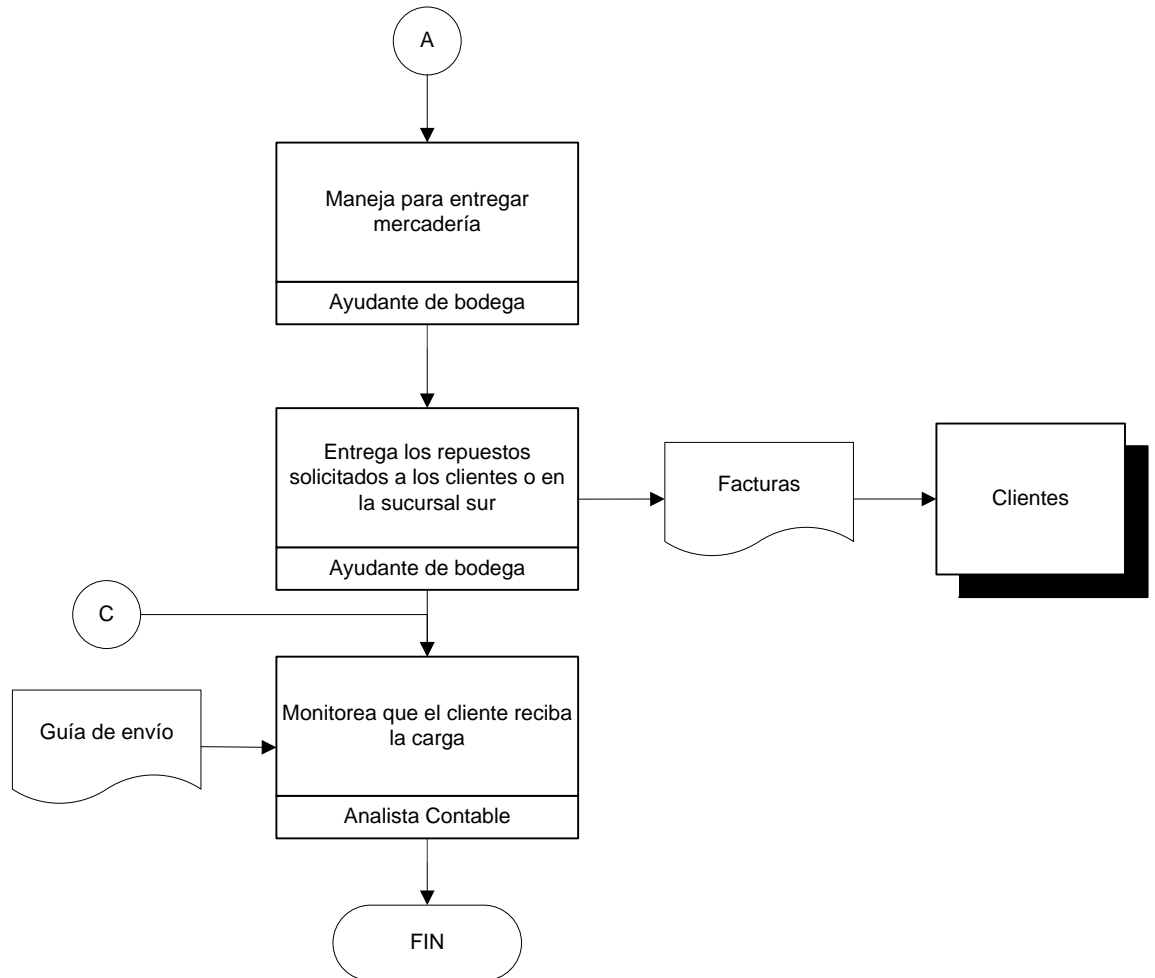 A
Maneja para entregar
mercadería
Ayudante de bodega
Entrega los repuestos
solicitados a los clientes o en
la sucursal sur
Ayudante de bodega
Facturas
Clientes
C
Guía de envío
Monitorea que el cliente reciba
la carga
Analista Contable
FIN